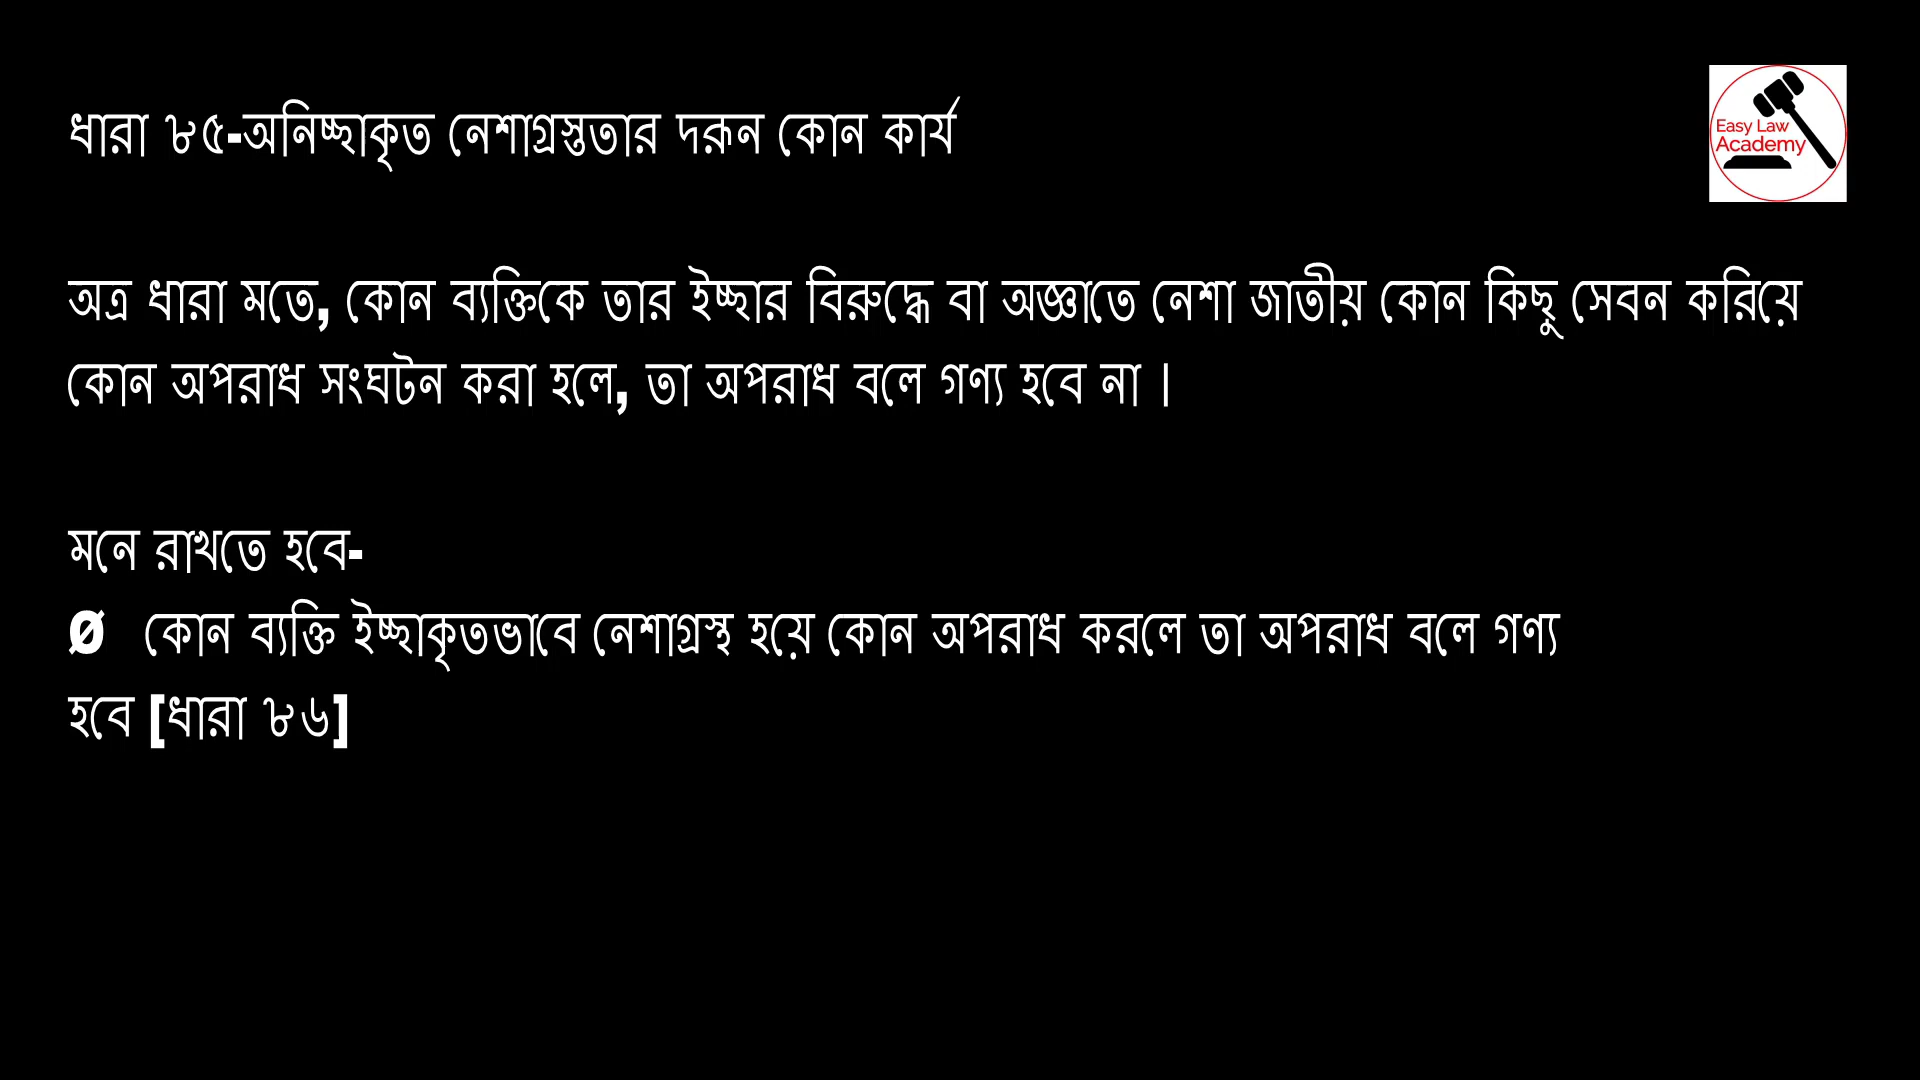 ধারা ৮৫-অনিচ্ছাকৃত নেশাগ্রস্ততার দরূন কোন কার্য
Easy Law
Academy
অত্র ধারা মতে, কোন ব্যক্তিকে তার ইচ্ছার বিরুদ্ধে বা অজ্ঞাতে নেশা জাতীয় কোন কিছু সেবন করিয়ে
কোন অপরাধ সংঘটন করা হলে, তা অপরাধ বলে গণ্য হবে না ।
মনে রাখতে হবে-
Ø কোন ব্যক্তি ইচ্ছাকৃতভাবে নেশাগ্রস্থ হয়ে কোন অপরাধ করলে তা অপরাধ বলে গণ্য
হবে [ধারা ৮৬]